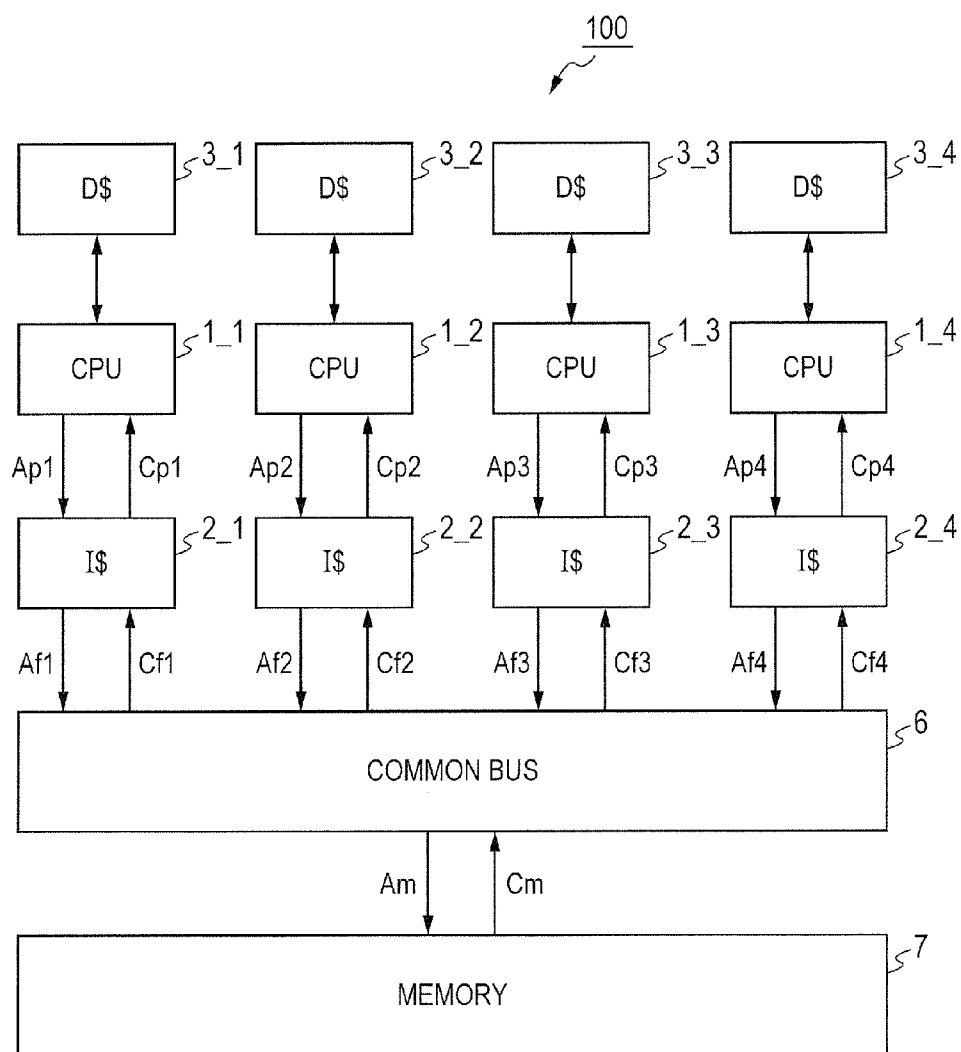 100
3_1 3_2 3_3 3_4
D$ D$ D$ D$
1_1 1_2 1_3 1_4
CPU CPU CPU CPU
Ap1 Cp1 Ap2 Cp2 Ap3 Cp3 Ap4 Cp4
2_1 2_2 2_3 2_4
I$ I$ I$ I$
Af1 Cf1 Af2 Cf2 Af3 Cf3 Af4 Cf4
6
COMMON BUS
Am Cm
7
MEMORY